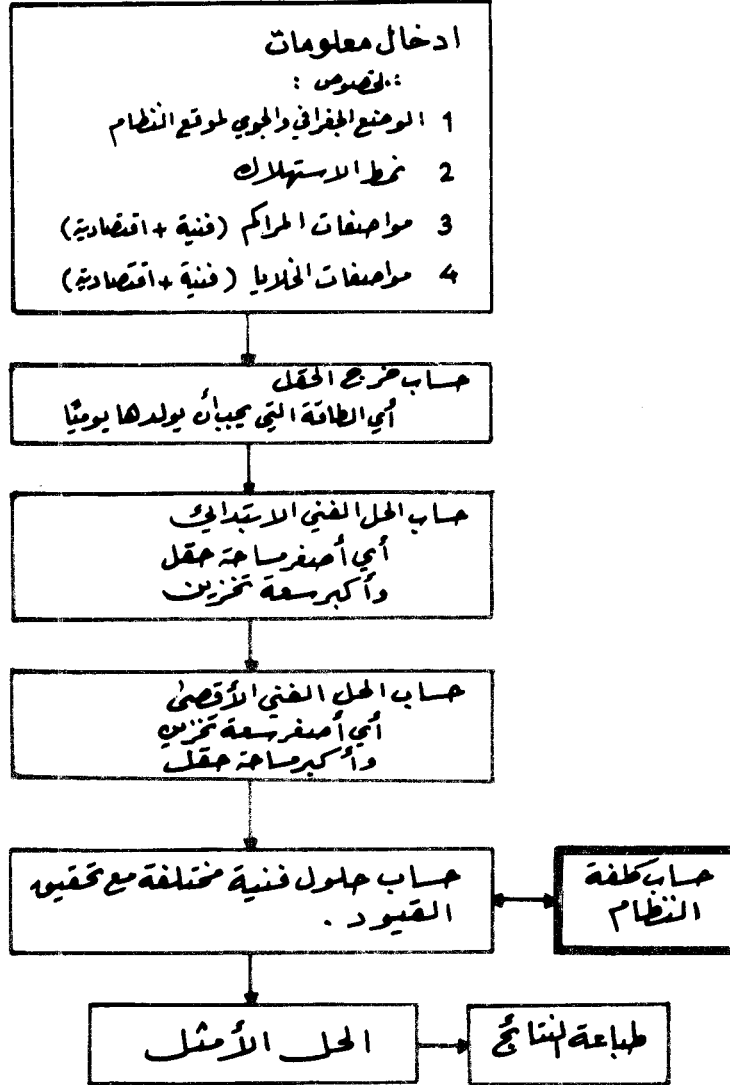 ادخال معلومات
بخصوص :
1 الوضع الجغرافي والجوي لموقع النظام
2 نمط الاستهلاك
3 مواصفات المراكم (فنية + اقتصادية)
4 مواصفات الخلايا (فنية + اقتصادية)
حساب خرج الحقل
أي الطاقة التي يجب أن يولدها يوميًا
حساب الحل الفني الابتدائي
أي أصغر مساحة حقل
وأكبر سعة تخزين
حساب الحل الفني الأقصى
أي أصغر سعة تخزين
وأكبر مساحة حقل
حساب حلول فنية مختلفة مع تحقيق
القيود .
حساب كلفة
النظام
الحل الأمثل
طباعة النتائج